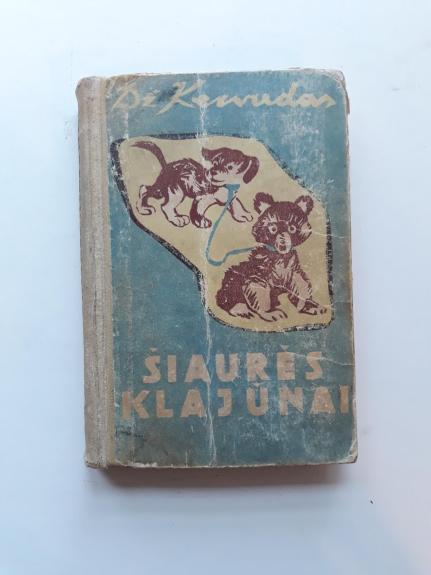 Dž. Kervudas
ŠIAURĖS
KLAJŪNAI